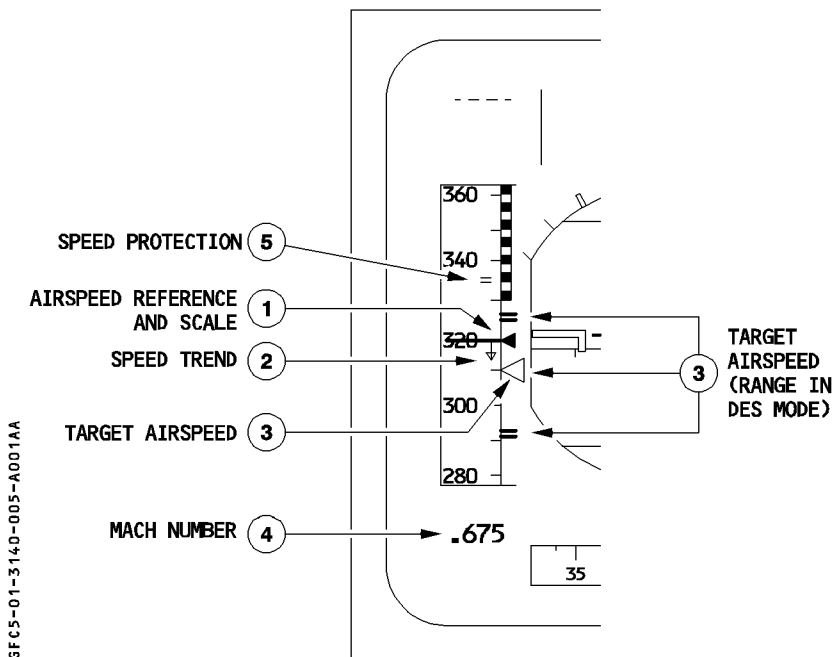 360
SPEED PROTECTION 5
340
AIRSPEED REFERENCE
AND SCALE
1
320
SPEED TREND 2
TARGET
AIRSPEED
(RANGE IN
DES MODE)
3
300
TARGET AIRSPEED 3
280
MACH NUMBER 4
.675
35
GFC5-01-3140-005-A001AA